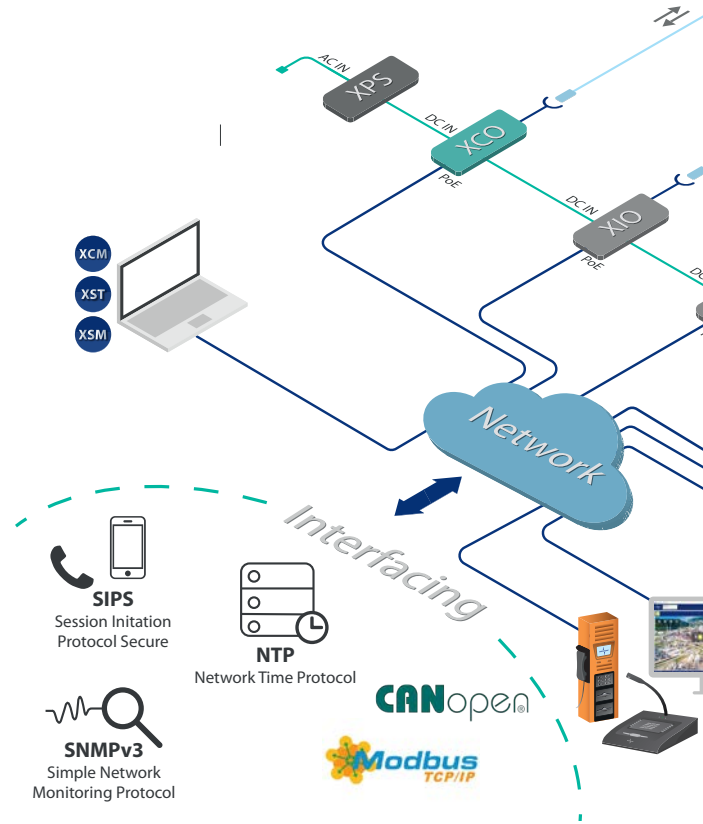 AC IN
XPS
DC IN
XCO
PoE
DC IN
XIO
PoE
DC
XCM
XST
XSM
Network
Interfacing
SIPS
Session Initation
Protocol Secure
NTP
Network Time Protocol
CANopen
SNMPv3
Simple Network
Monitoring Protocol
Modbus
TCP/IP